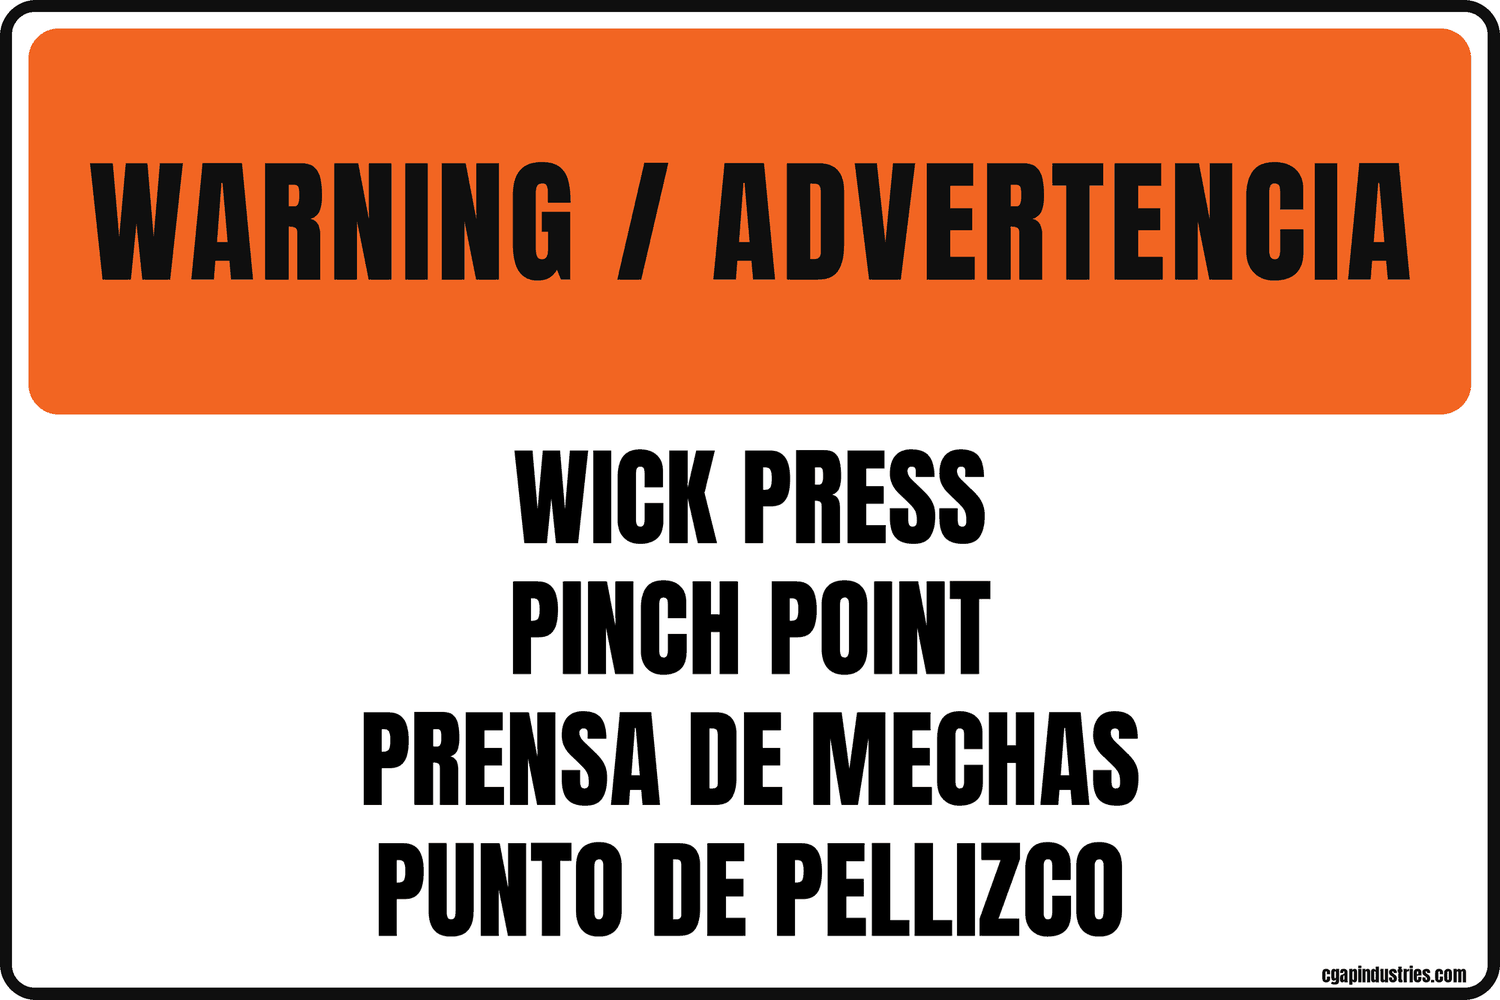 WARNING / ADVERTENCIA
WICK PRESS
PINCH POINT
PRENSA DE MECHAS
PUNTO DE PELLIZCO
cgapindustries.com